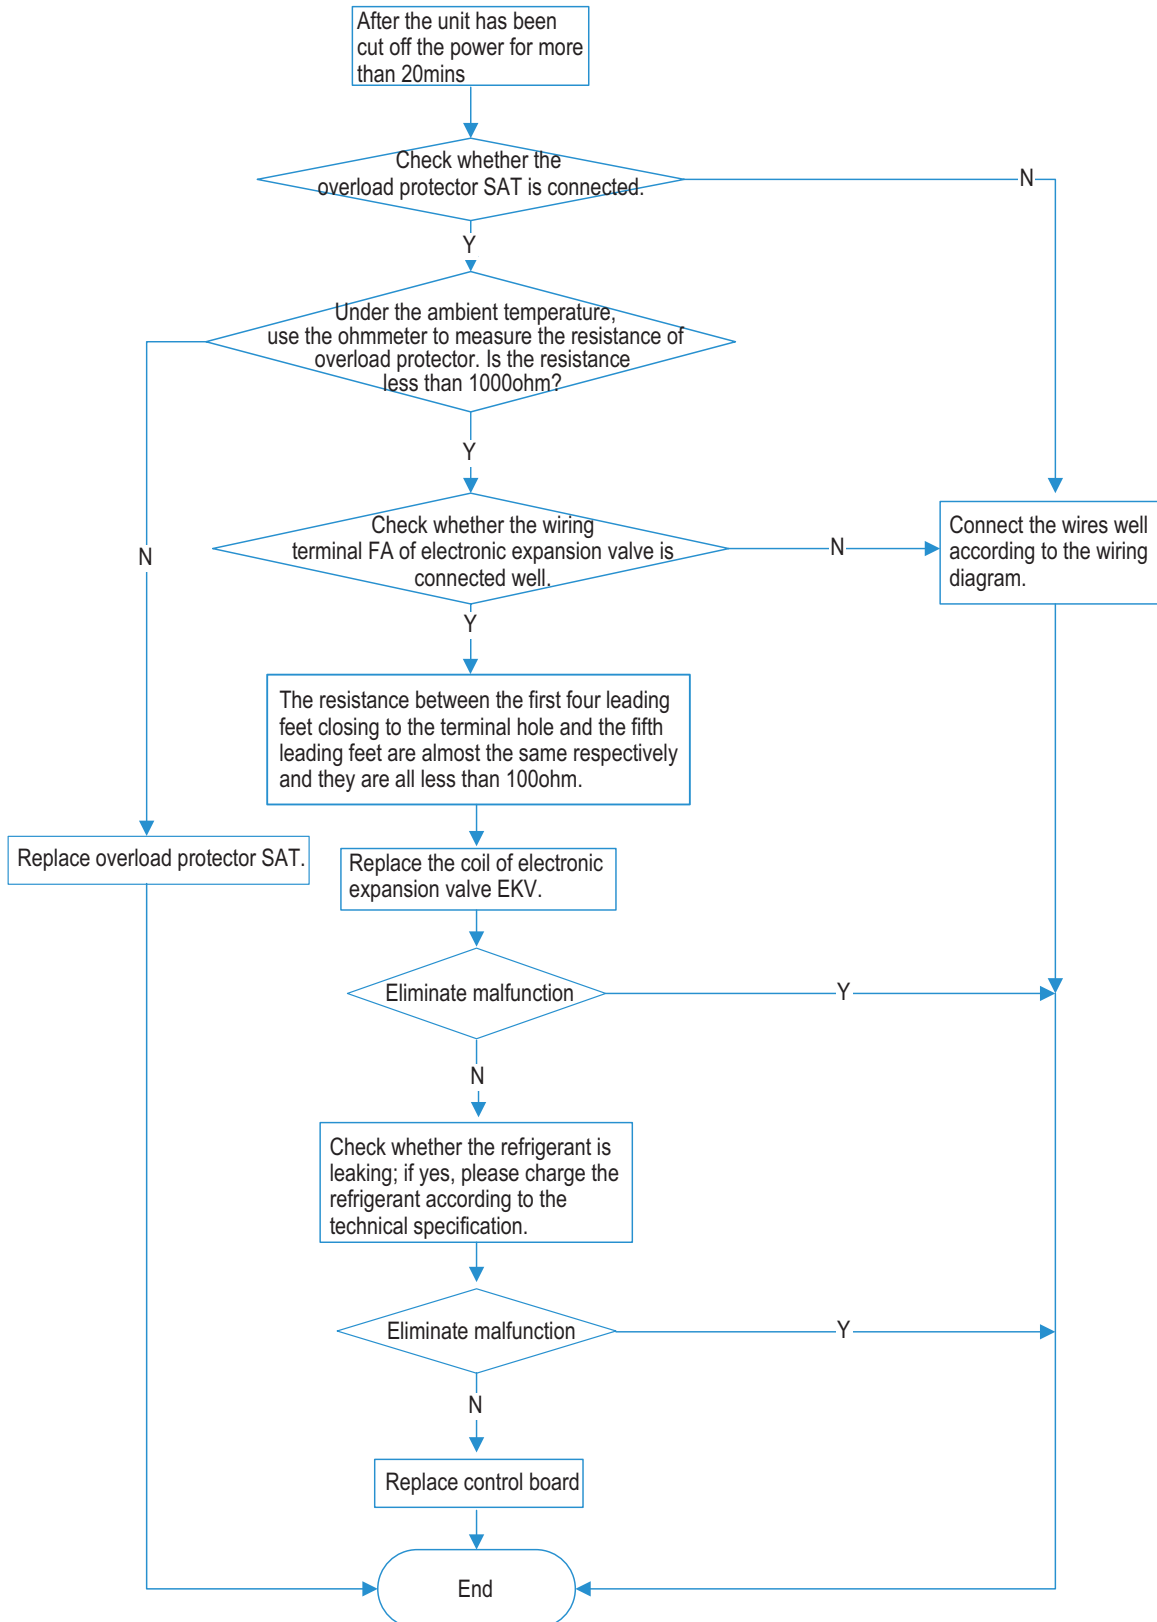 After the unit has been
cut off the power for more
than 20mins
Check whether the
overload protector SAT is connected.
N
Y
Under the ambient temperature,
use the ohmmeter to measure the resistance of
overload protector. Is the resistance
less than 1000ohm?
Y
N
Check whether the wiring
terminal FA of electronic expansion valve is
connected well.
N
Connect the wires well
according to the wiring
diagram.
Y
The resistance between the first four leading
feet closing to the terminal hole and the fifth
leading feet are almost the same respectively
and they are all less than 100ohm.
Replace overload protector SAT.
Replace the coil of electronic
expansion valve EKV.
Eliminate malfunction
Y
N
Check whether the refrigerant is
leaking; if yes, please charge the
refrigerant according to the
technical specification.
Eliminate malfunction
Y
N
Replace control board
End